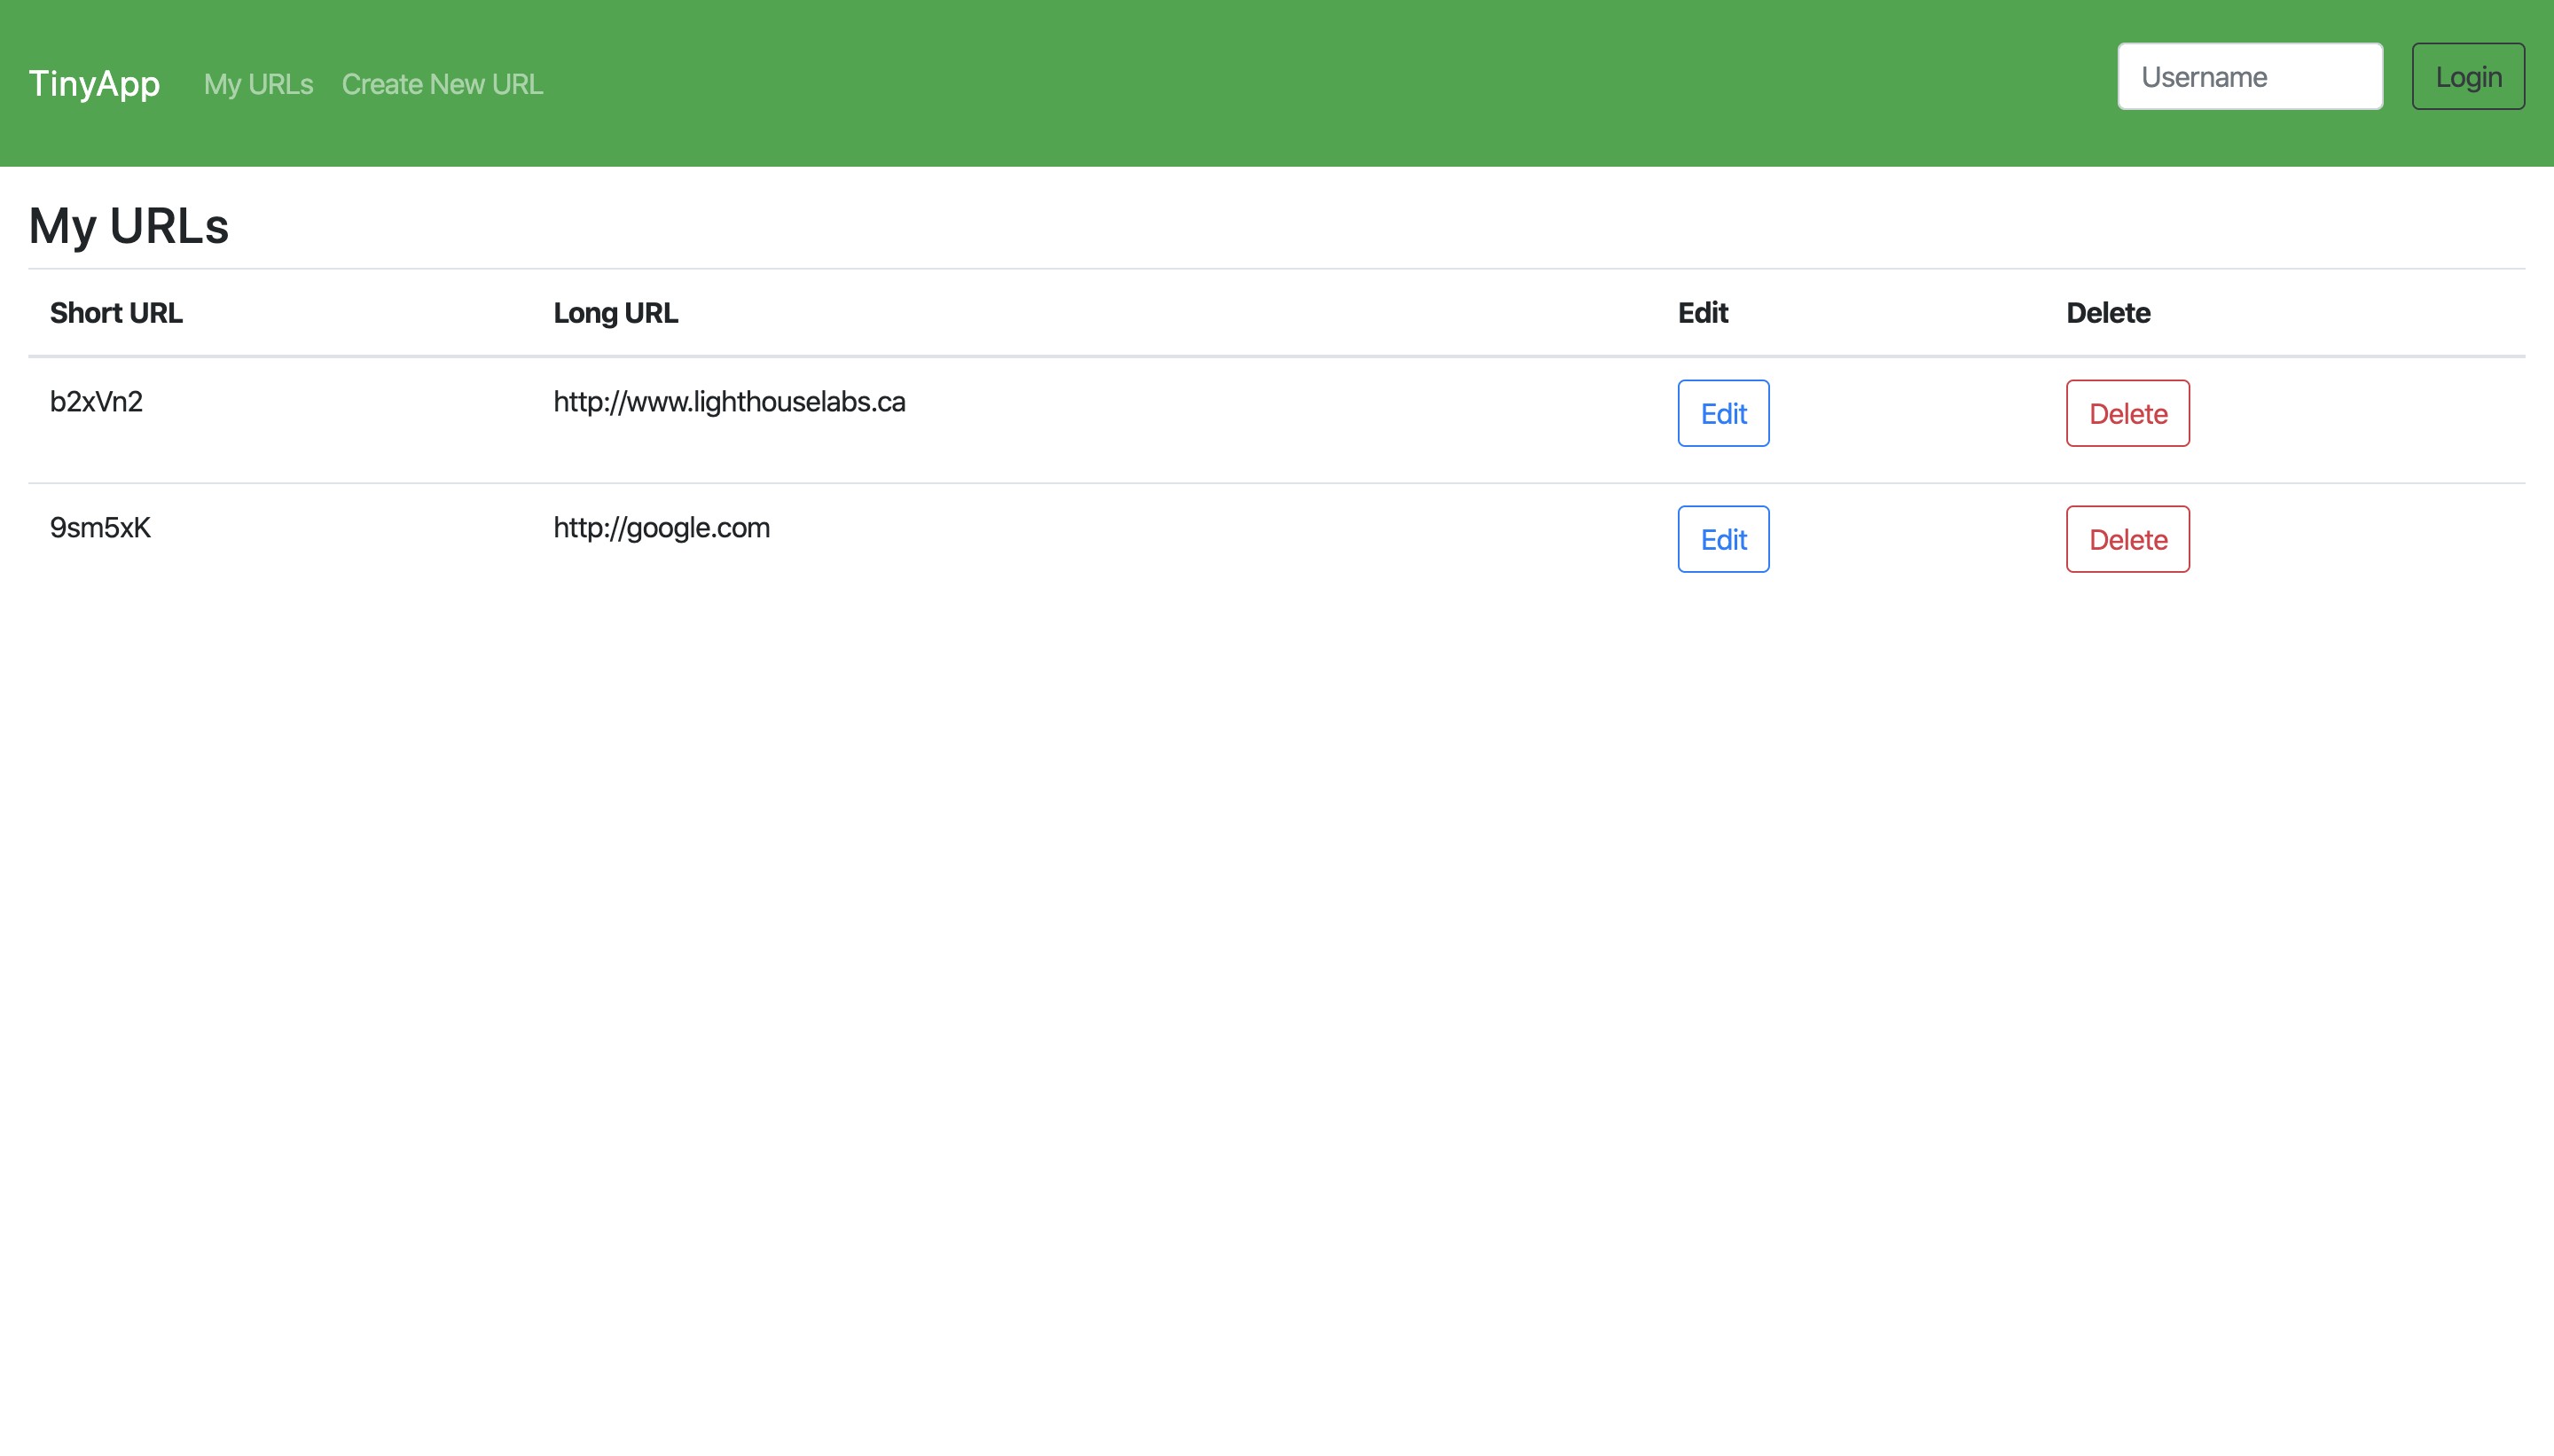 TinyApp My URLs Create New URL Username Login
My URLs
Short URL Long URL Edit Delete
b2xVn2 http://www.lighthouselabs.ca Edit Delete
9sm5xK http://google.com Edit Delete